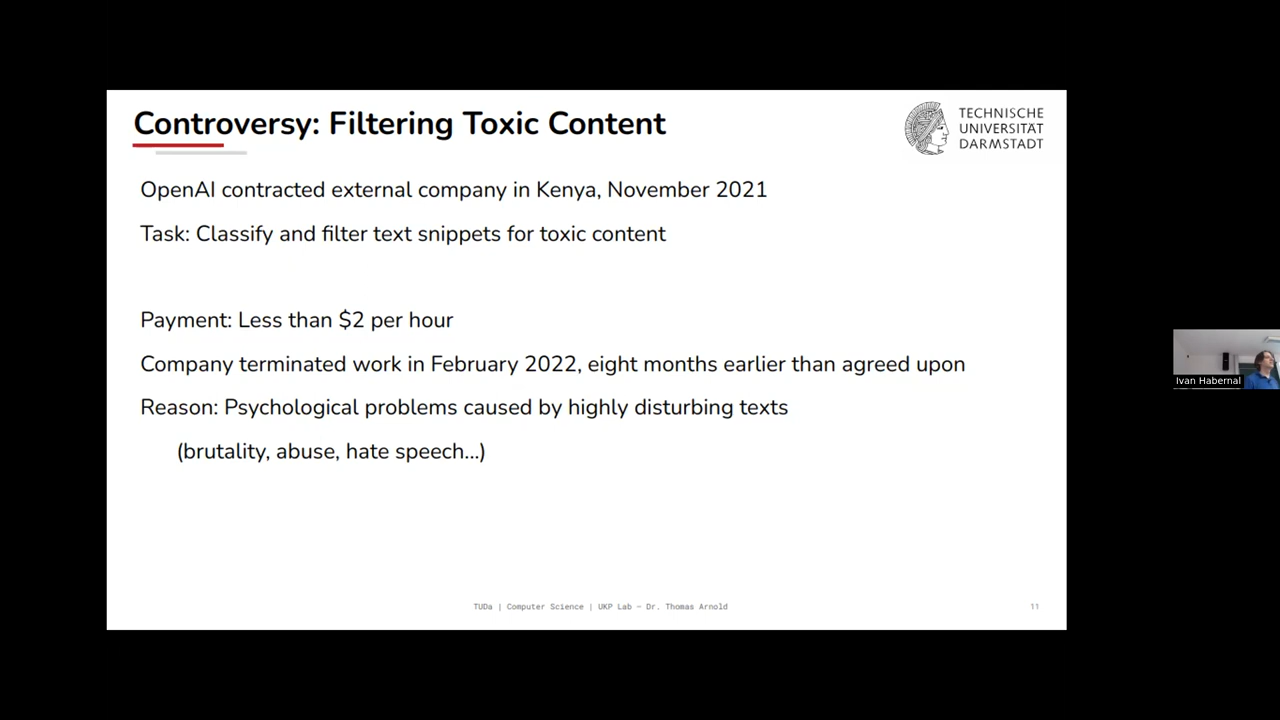 Controversy: Filtering Toxic Content
TECHNISCHE
UNIVERSITÄT
DARMSTADT
OpenAI contracted external company in Kenya, November 2021
Task: Classify and filter text snippets for toxic content
Payment: Less than $2 per hour
Company terminated work in February 2022, eight months earlier than agreed upon
Reason: Psychological problems caused by highly disturbing texts
(brutality, abuse, hate speech...)
Ivan Habernal
TUDa | Computer Science | UKP Lab – Dr. Thomas Arnold
11